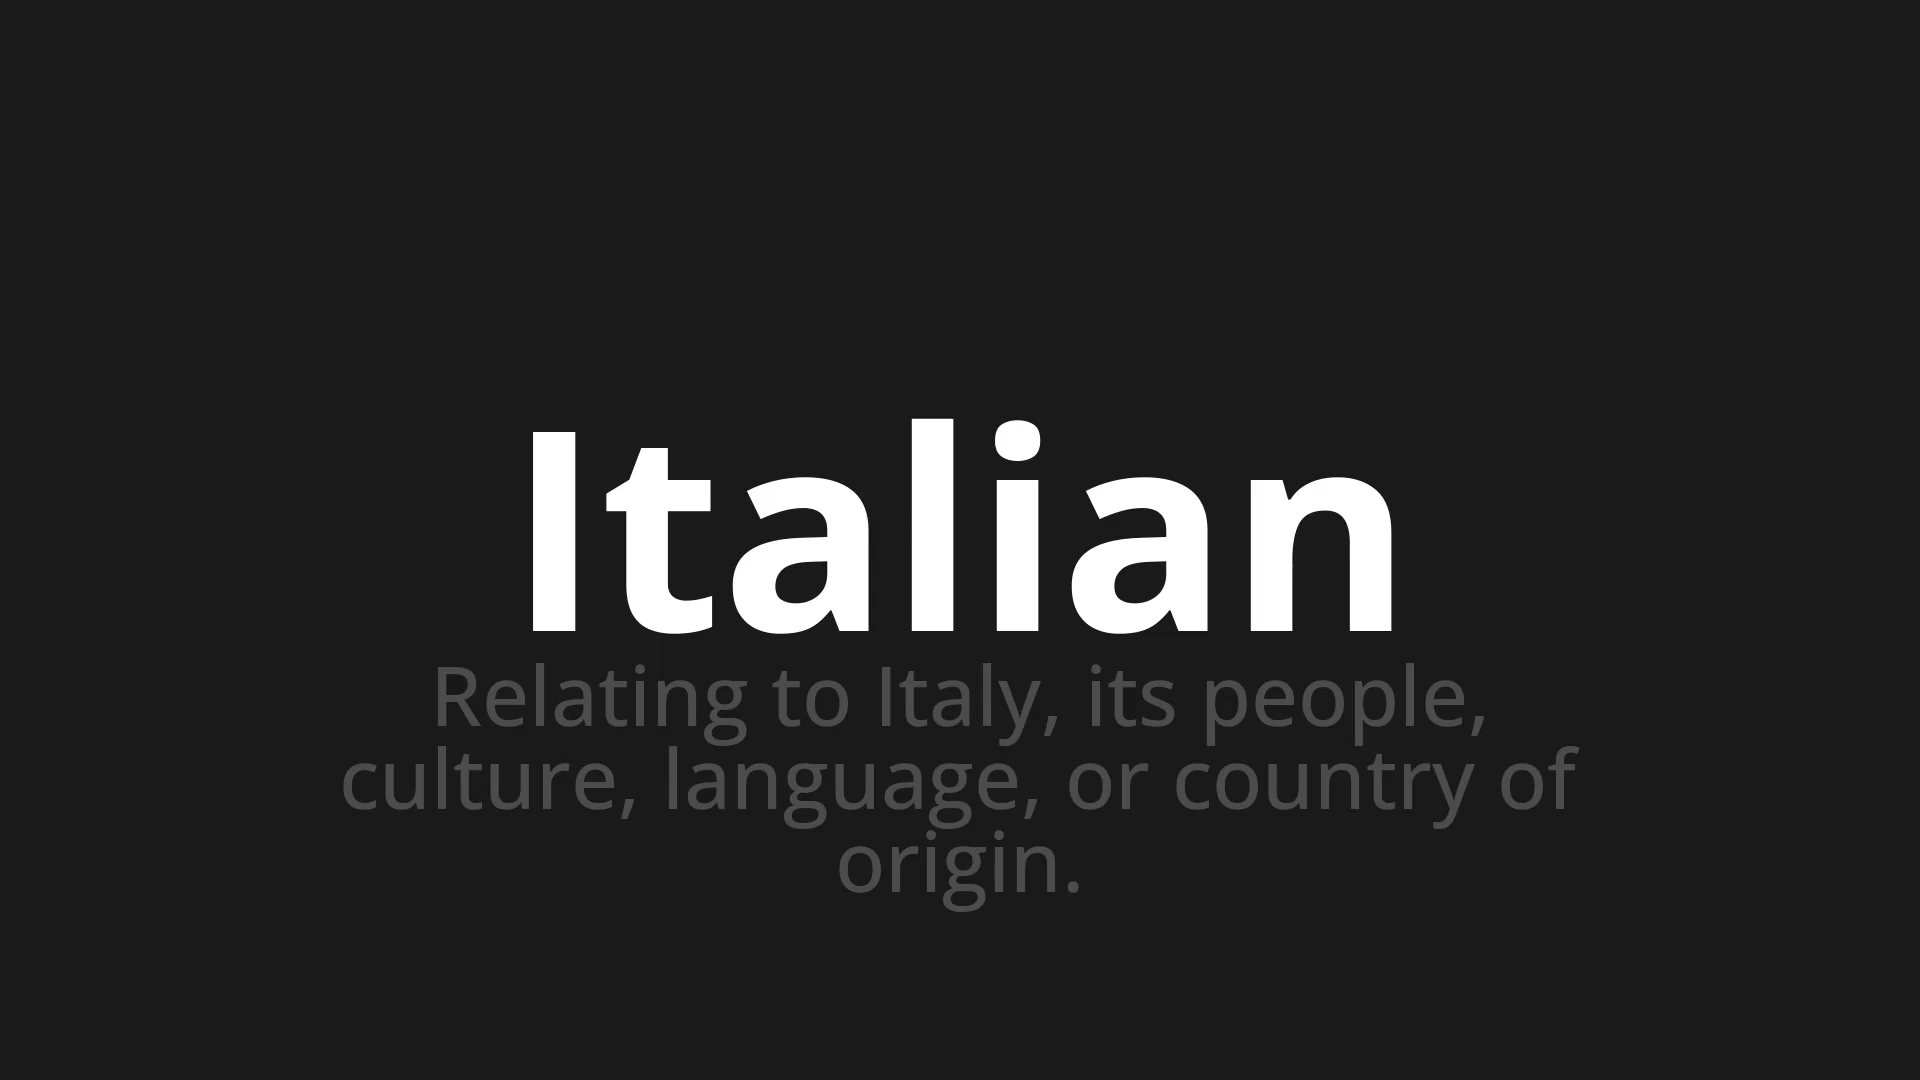 Italian
Relating to Italy, its people,
culture, language, or country of
origin.